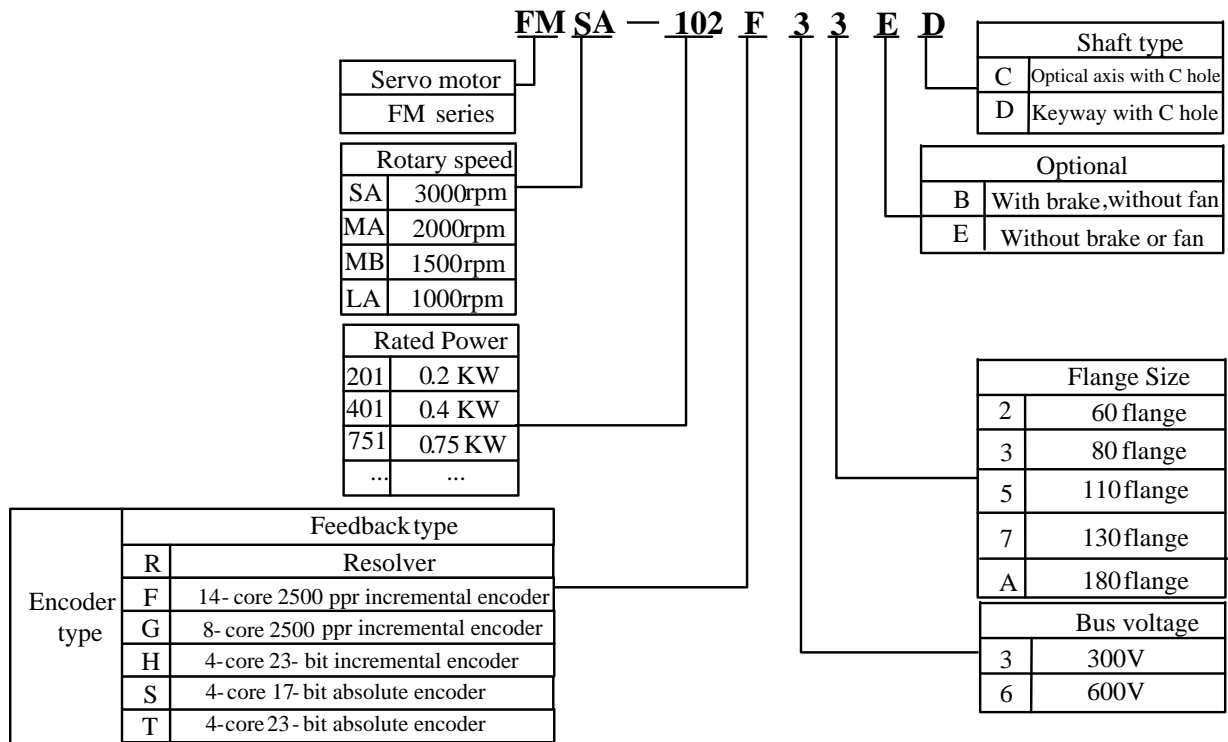 FMSA — 102 F 3 3 E D
Servo motor
FM series
Rotary speed
SA 3000rpm
MA 2000rpm
MB 1500rpm
LA 1000rpm
Rated Power
201 0.2 KW
401 0.4 KW
751 0.75 KW
... ...
Encoder type
Feedback type
R Resolver
F 14-core 2500 ppr incremental encoder
G 8-core 2500 ppr incremental encoder
H 4-core 23-bit incremental encoder
S 4-core 17-bit absolute encoder
T 4-core 23-bit absolute encoder
Shaft type
C Optical axis with C hole
D Keyway with C hole
Optional
B With brake,without fan
E Without brake or fan
Flange Size
2 60 flange
3 80 flange
5 110 flange
7 130 flange
A 180 flange
Bus voltage
3 300V
6 600V